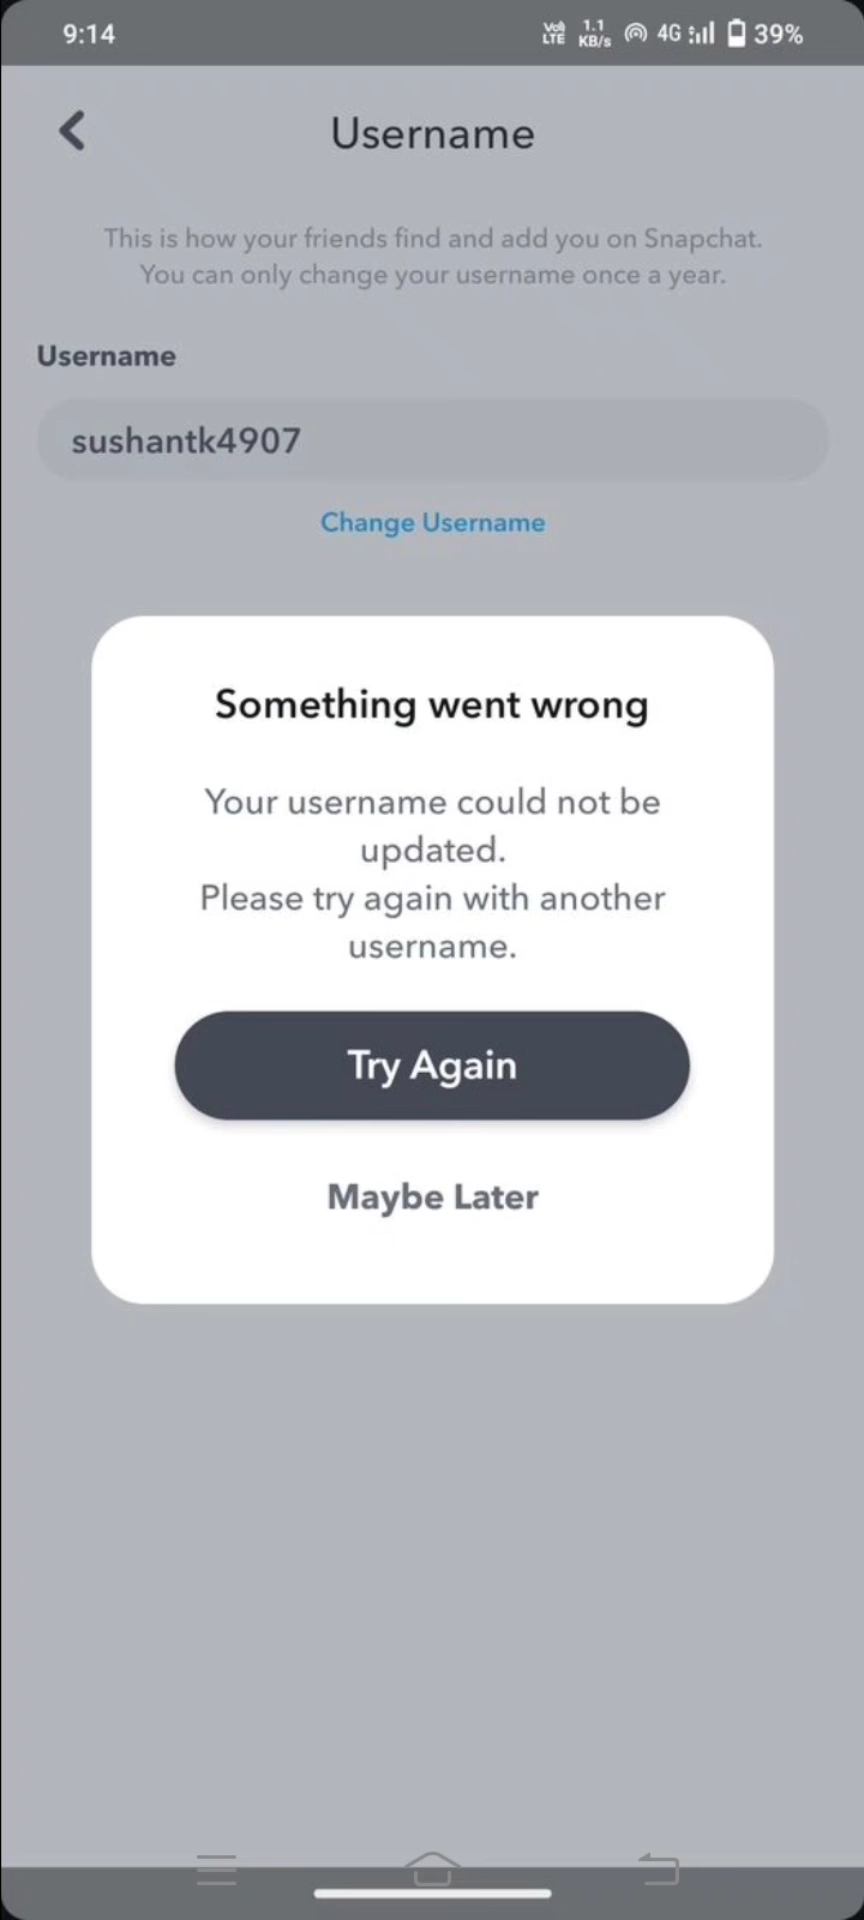 9:14
Vo)) LTE 1.1 KB/s 4G 39%
Username
This is how your friends find and add you on Snapchat.
You can only change your username once a year.
Username
sushantk4907
Change Username
Something went wrong
Your username could not be
updated.
Please try again with another
username.
Try Again
Maybe Later